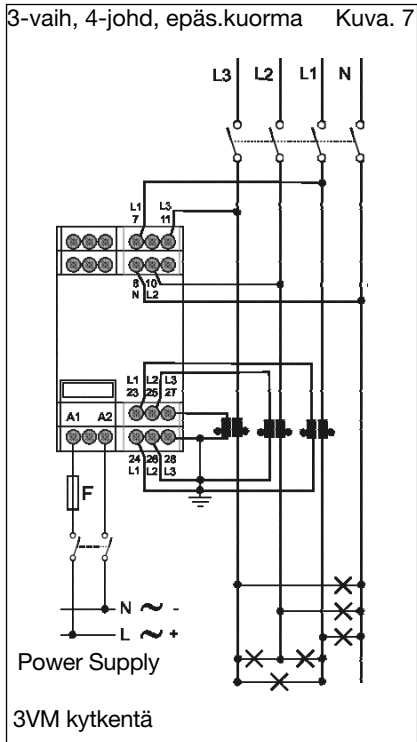 3-vaih, 4-johd, epäs.kuorma Kuva. 7
L3 L2 L1 N
L1 L3
7 11
8 10
N L2
L1 L2 L3
23 25 27
A1 A2
24 26 28
L1 L2 L3
F
N ~ -
L ~ +
Power Supply
3VM kytkentä